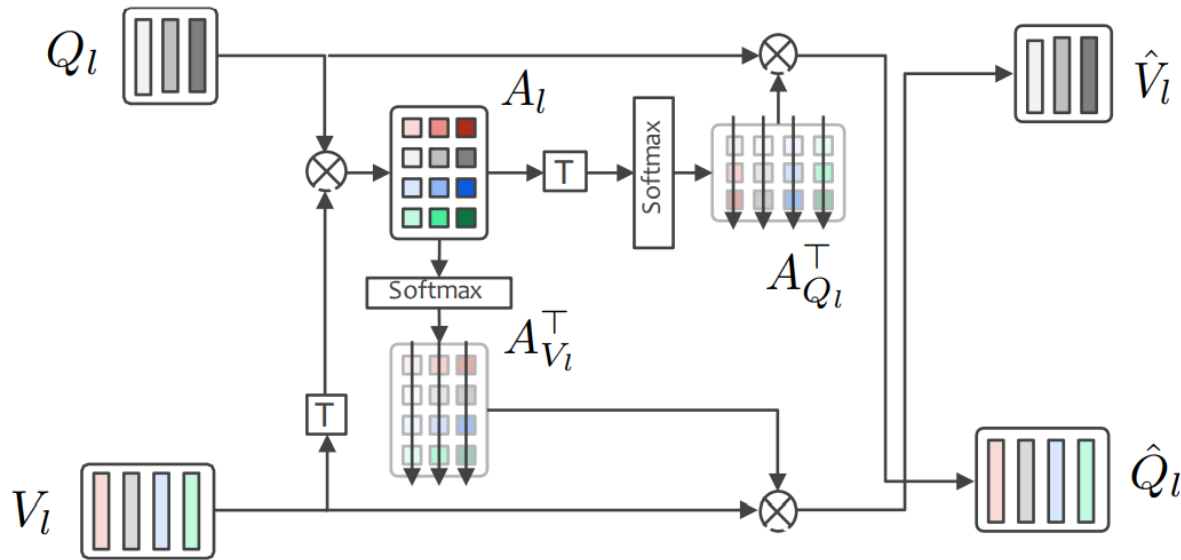 Q_l
A_l
V̂_l
T
Softmax
A_{Q_l}^⊤
Softmax
A_{V_l}^⊤
T
V_l
Q̂_l